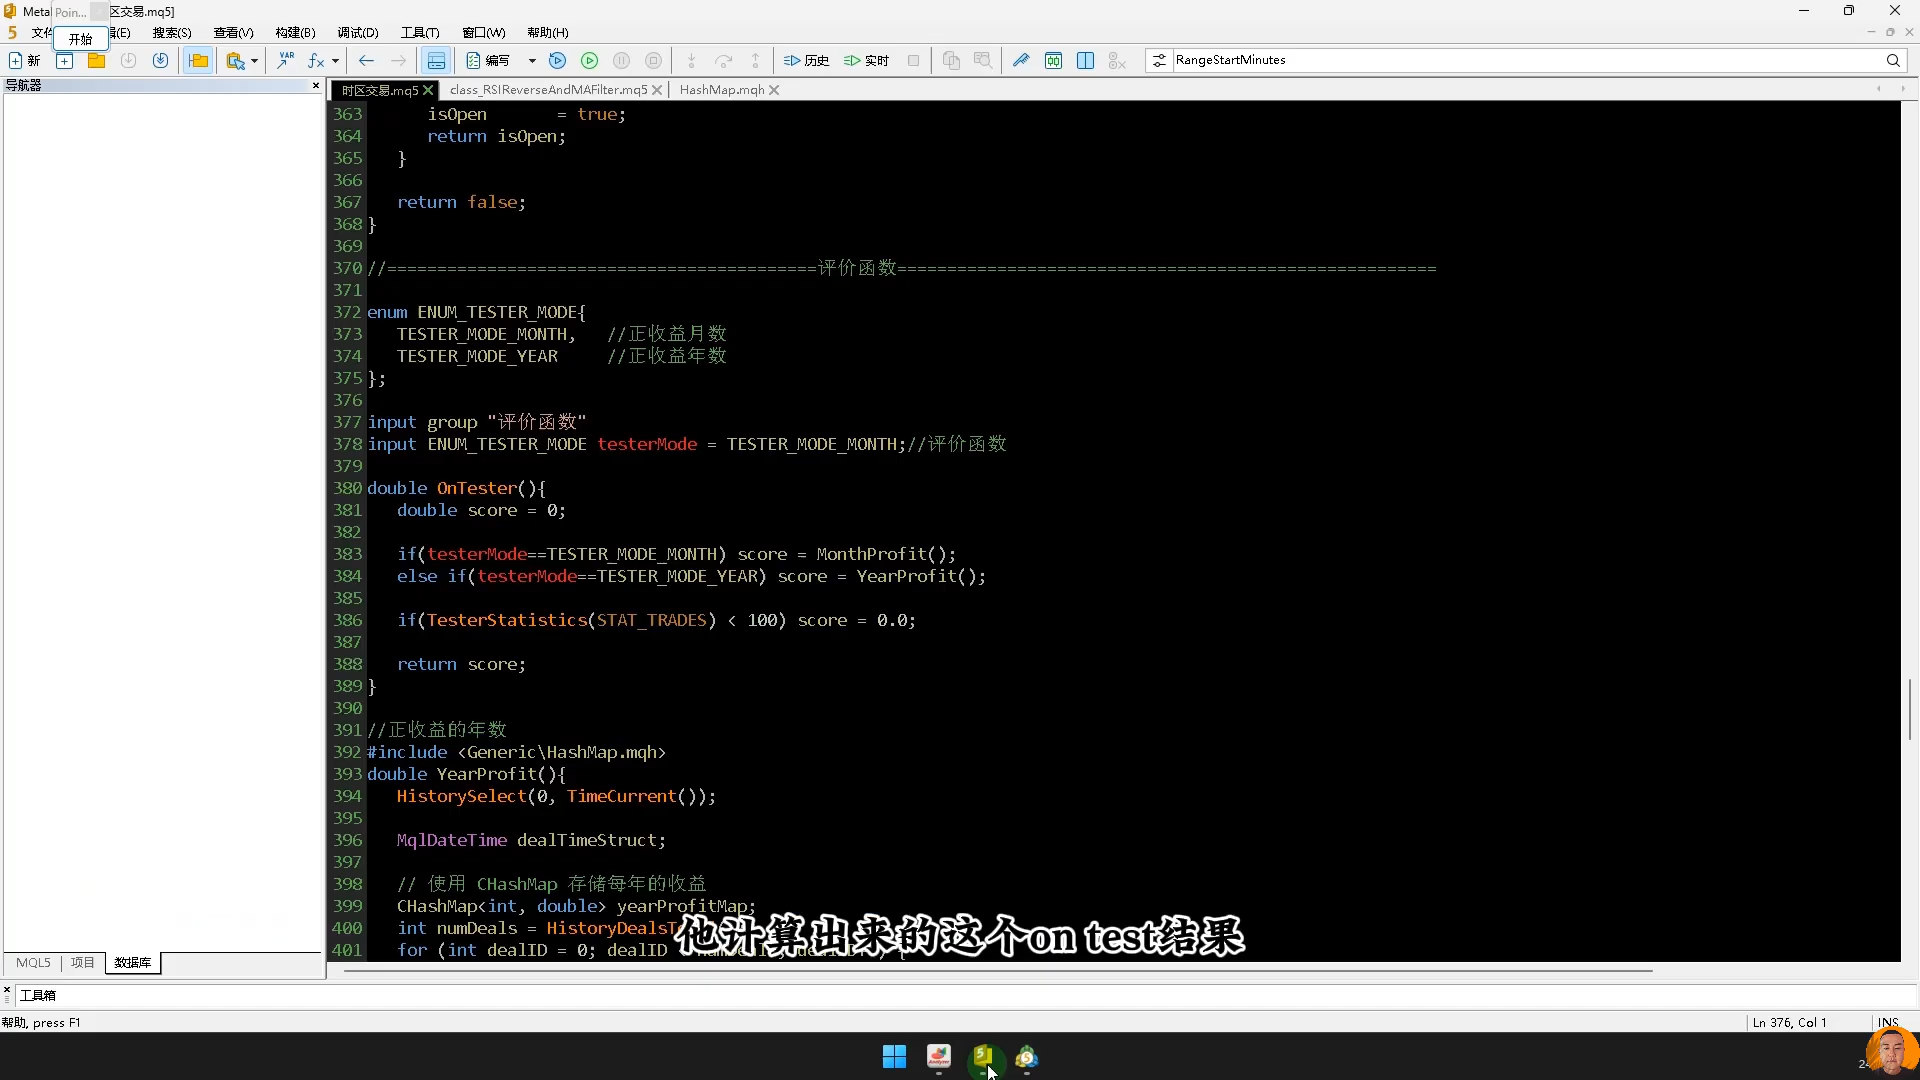 Meta
Poin...
区交易.mq5]
文件
开始
(E)
搜索(S)
查看(V)
构建(B)
调试(D)
工具(T)
窗口(W)
帮助(H)
新
VAR
编写
历史
实时
RangeStartMinutes
导航器
时区交易.mq5
class_RSIReverseAndMAFilter.mq5
HashMap.mqh
363 isOpen = true;
364 return isOpen;
365 }
366
367 return false;
368 }
369
370 //===========================================评价函数======================================================
371
372 enum ENUM_TESTER_MODE{
373 TESTER_MODE_MONTH, //正收益月数
374 TESTER_MODE_YEAR //正收益年数
375 };
376
377 input group "评价函数"
378 input ENUM_TESTER_MODE testerMode = TESTER_MODE_MONTH;//评价函数
379
380 double OnTester(){
381 double score = 0;
382
383 if(testerMode==TESTER_MODE_MONTH) score = MonthProfit();
384 else if(testerMode==TESTER_MODE_YEAR) score = YearProfit();
385
386 if(TesterStatistics(STAT_TRADES) < 100) score = 0.0;
387
388 return score;
389 }
390
391 //正收益的年数
392 #include <Generic\HashMap.mqh>
393 double YearProfit(){
394 HistorySelect(0, TimeCurrent());
395
396 MqlDateTime dealTimeStruct;
397
398 // 使用 CHashMap 存储每年的收益
399 CHashMap<int, double> yearProfitMap;
400 int numDeals = HistoryDealsT
401 for (int dealID = 0; dealID
他计算出来的这个on test结果
MQL5
项目
数据库
工具箱
帮助, press F1
Ln 376, Col 1
INS